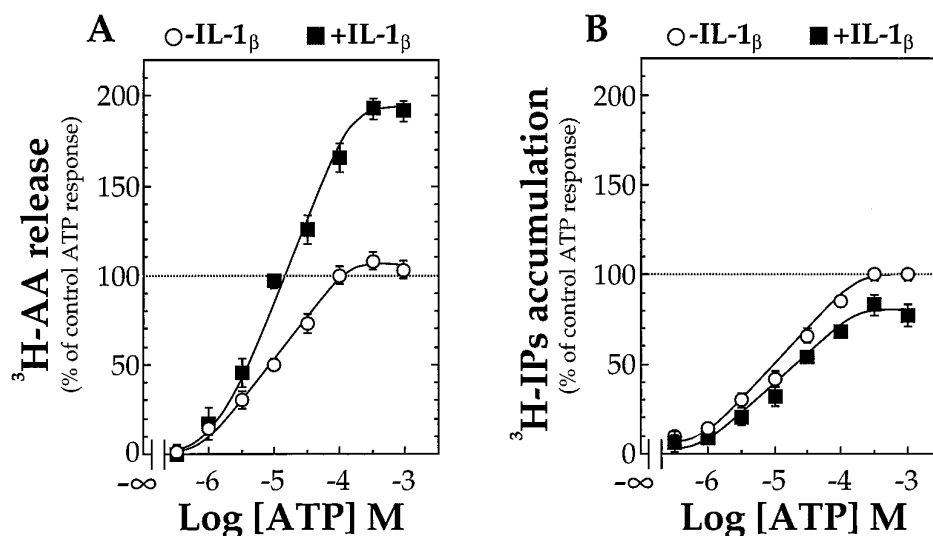 A
-IL-1β
+IL-1β
³H-AA release
(% of control ATP response)
200
150
100
50
0
-∞
-6
-5
-4
-3
Log [ATP] M
B
-IL-1β
+IL-1β
³H-IPs accumulation
(% of control ATP response)
200
150
100
50
0
-∞
-6
-5
-4
-3
Log [ATP] M